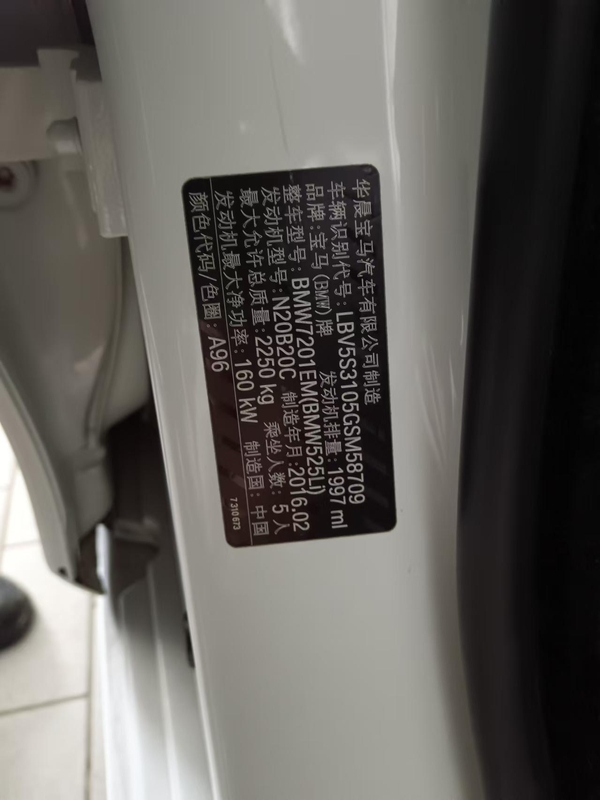 华晨宝马汽车有限公司制造
车辆识别代号: LBV5S3105GSM58709
品牌: 宝马(BMW)牌 发动机排量: 1997 ml
整车型号: BMW7201EM(BMW525Li)
发动机型号: N20B20C 制造年月: 2016.02
最大允许总质量: 2250 kg 乘坐人数: 5 人
发动机最大净功率: 160 kW 制造国: 中国
颜色代码/色圈: A96
7 310 673